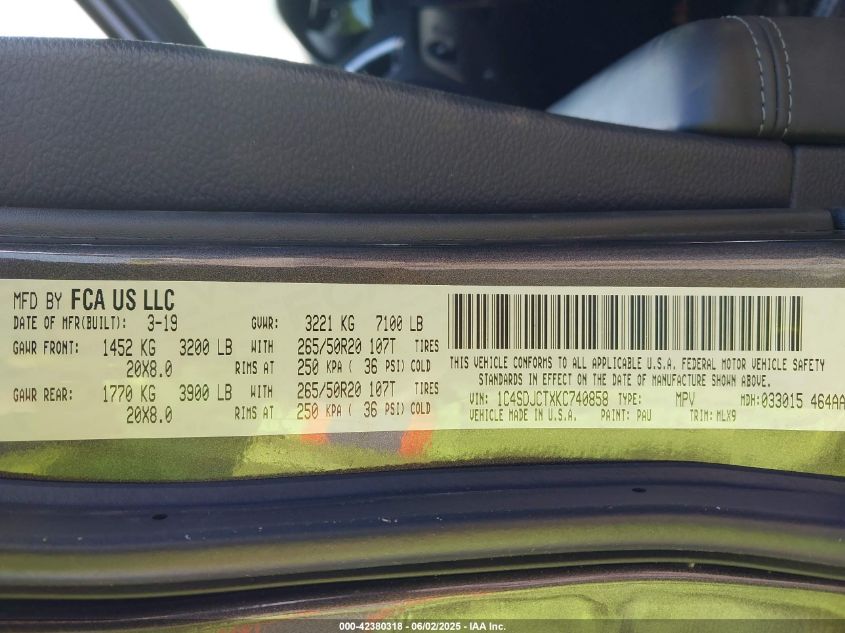 MFD BY FCA US LLC
DATE OF MFR(BUILT): 3-19 GVWR: 3221 KG 7100 LB
GAWR FRONT: 1452 KG 3200 LB WITH 265/50R20 107T TIRES
20X8.0 RIMS AT 250 KPA ( 36 PSI) COLD
GAWR REAR: 1770 KG 3900 LB WITH 265/50R20 107T TIRES
20X8.0 RIMS AT 250 KPA ( 36 PSI) COLD
THIS VEHICLE CONFORMS TO ALL APPLICABLE U.S.A. FEDERAL MOTOR VEHICLE SAFETY
STANDARDS IN EFFECT ON THE DATE OF MANUFACTURE SHOWN ABOVE.
VIN: 1C4SDJCTXKC740858 TYPE: MPV MDH:033015 464AA
VEHICLE MADE IN U.S.A. PAINT: PAU TRIM: MLX9
000-42380318 - 06/02/2025 - IAA Inc.